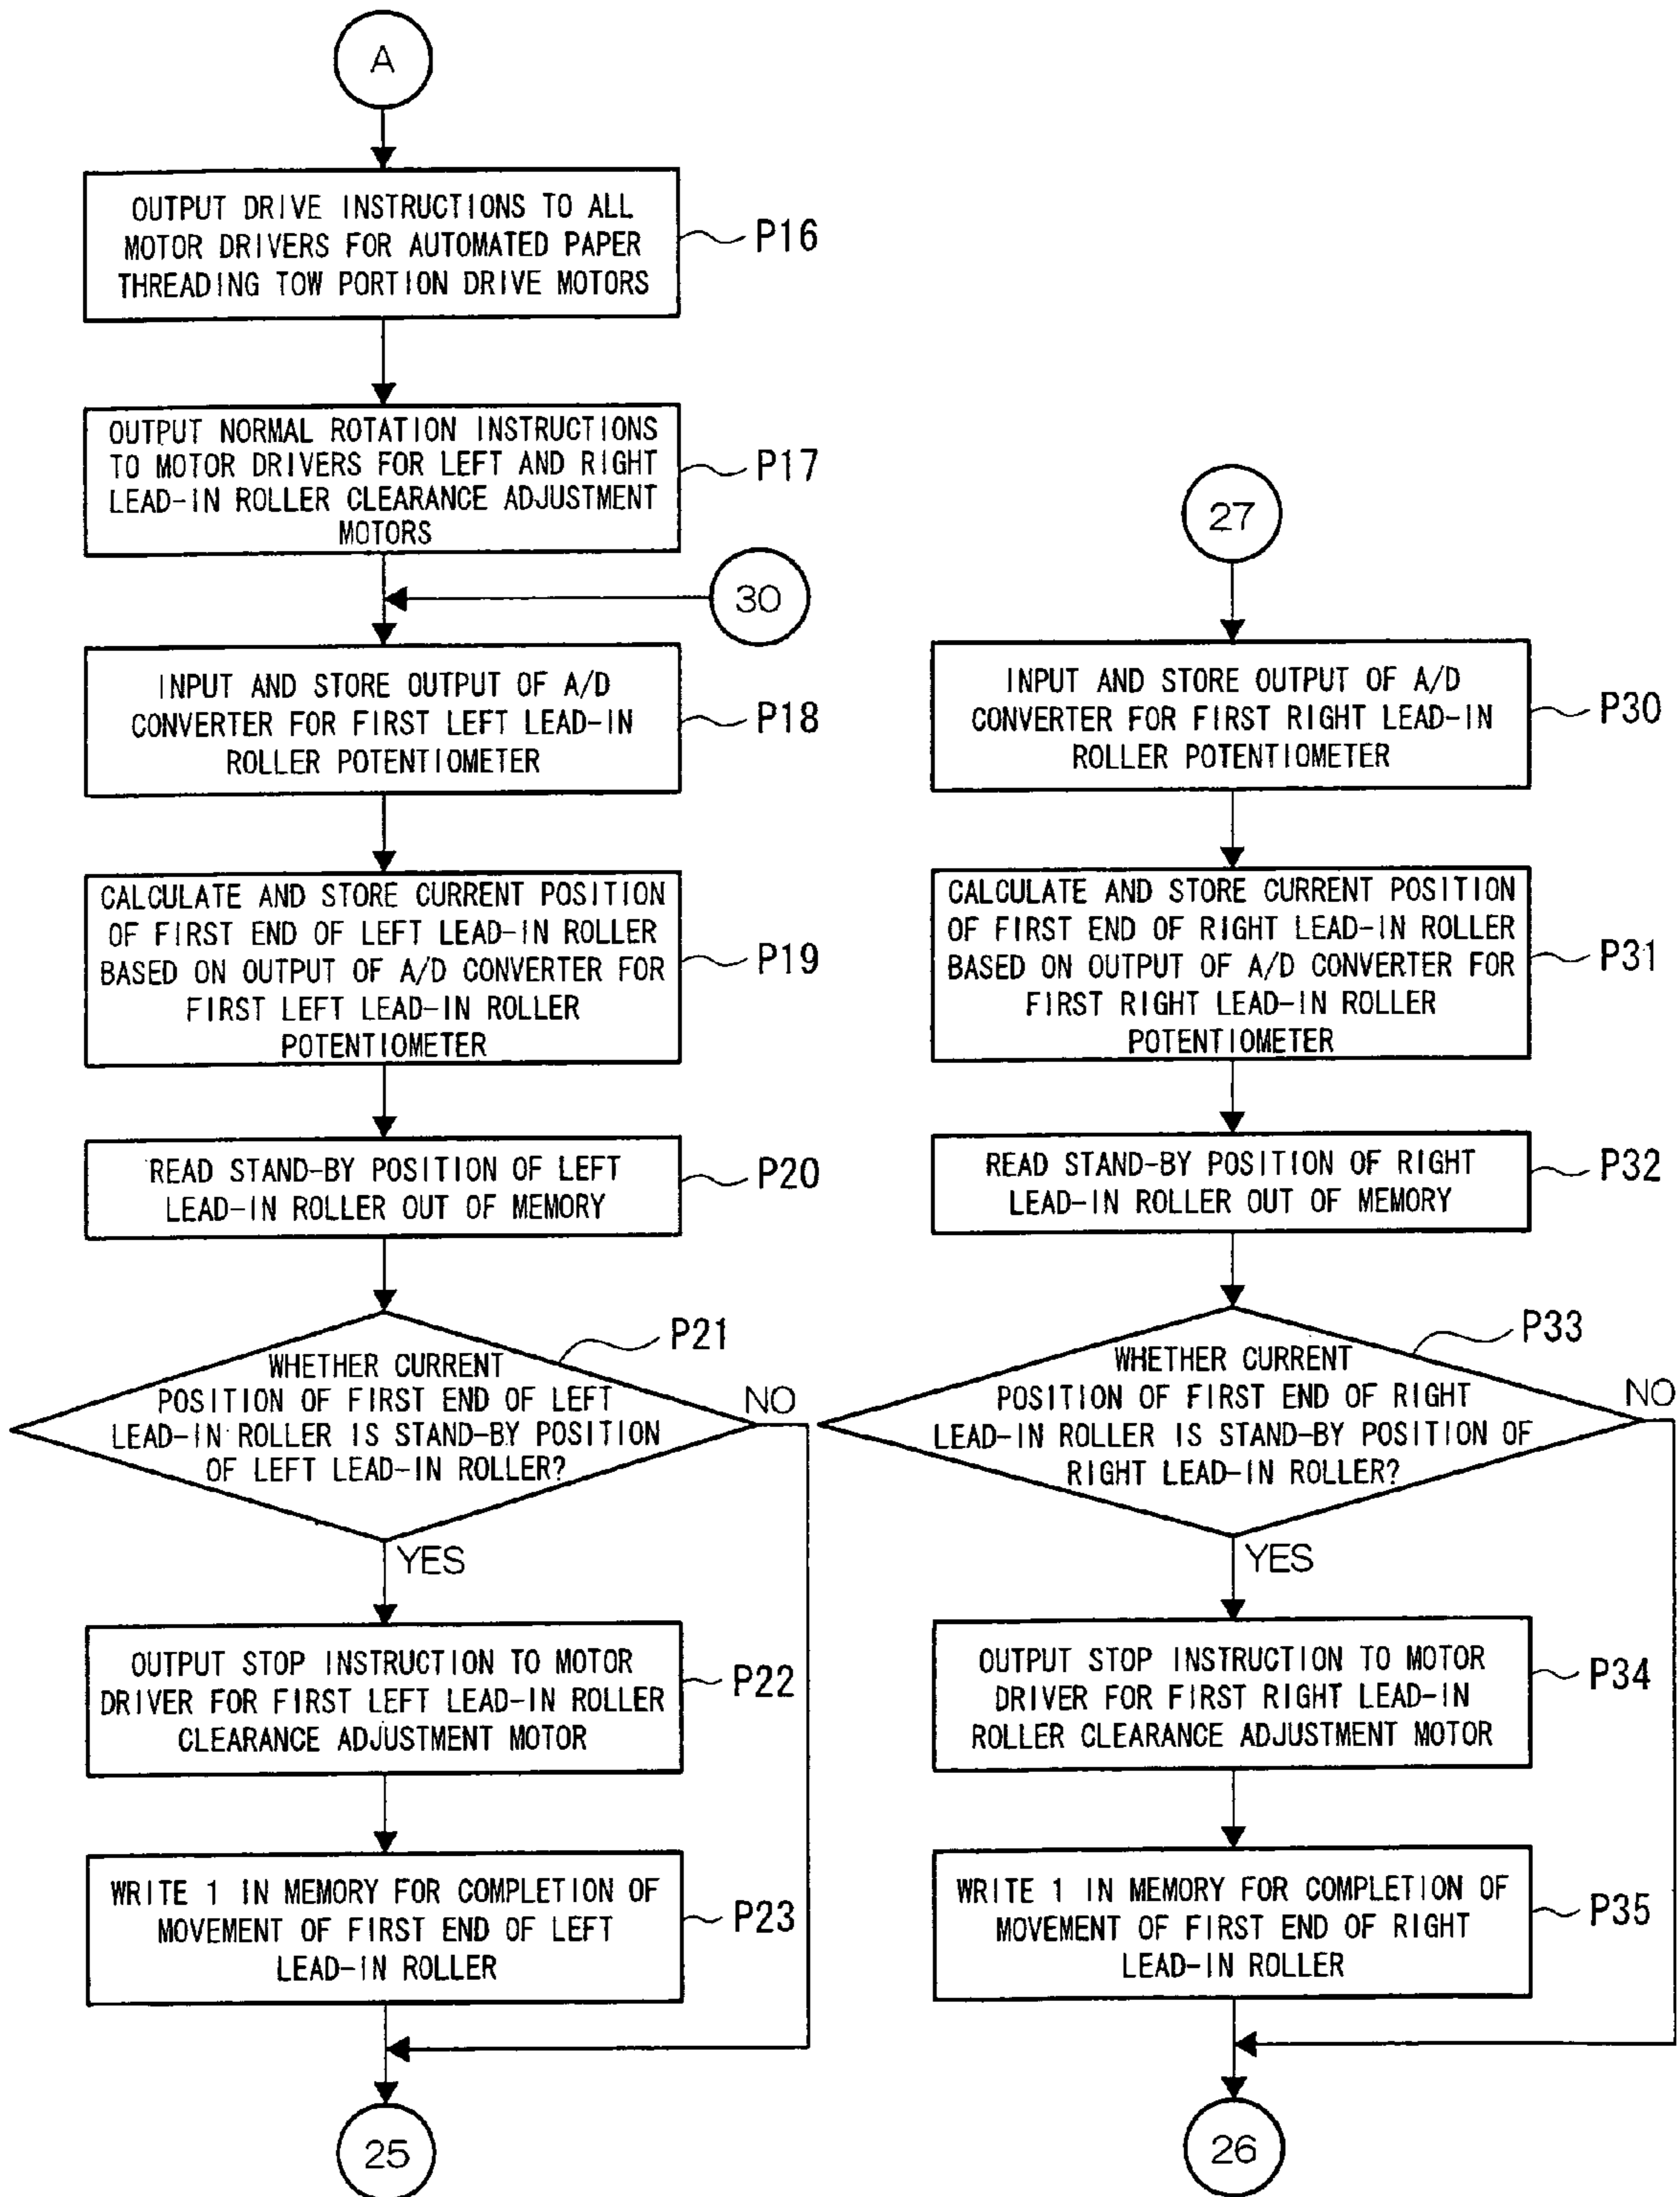 A
OUTPUT DRIVE INSTRUCTIONS TO ALL
MOTOR DRIVERS FOR AUTOMATED PAPER
THREADING TOW PORTION DRIVE MOTORS
P16
OUTPUT NORMAL ROTATION INSTRUCTIONS
TO MOTOR DRIVERS FOR LEFT AND RIGHT
LEAD-IN ROLLER CLEARANCE ADJUSTMENT
MOTORS
P17
30
INPUT AND STORE OUTPUT OF A/D
CONVERTER FOR FIRST LEFT LEAD-IN
ROLLER POTENTIOMETER
P18
CALCULATE AND STORE CURRENT POSITION
OF FIRST END OF LEFT LEAD-IN ROLLER
BASED ON OUTPUT OF A/D CONVERTER FOR
FIRST LEFT LEAD-IN ROLLER
POTENTIOMETER
P19
READ STAND-BY POSITION OF LEFT
LEAD-IN ROLLER OUT OF MEMORY
P20
P21
WHETHER CURRENT
POSITION OF FIRST END OF LEFT
LEAD-IN ROLLER IS STAND-BY POSITION
OF LEFT LEAD-IN ROLLER?
NO
YES
OUTPUT STOP INSTRUCTION TO MOTOR
DRIVER FOR FIRST LEFT LEAD-IN ROLLER
CLEARANCE ADJUSTMENT MOTOR
P22
WRITE 1 IN MEMORY FOR COMPLETION OF
MOVEMENT OF FIRST END OF LEFT
LEAD-IN ROLLER
P23
25
27
INPUT AND STORE OUTPUT OF A/D
CONVERTER FOR FIRST RIGHT LEAD-IN
ROLLER POTENTIOMETER
P30
CALCULATE AND STORE CURRENT POSITION
OF FIRST END OF RIGHT LEAD-IN ROLLER
BASED ON OUTPUT OF A/D CONVERTER FOR
FIRST RIGHT LEAD-IN ROLLER
POTENTIOMETER
P31
READ STAND-BY POSITION OF RIGHT
LEAD-IN ROLLER OUT OF MEMORY
P32
P33
WHETHER CURRENT
POSITION OF FIRST END OF RIGHT
LEAD-IN ROLLER IS STAND-BY POSITION OF
RIGHT LEAD-IN ROLLER?
NO
YES
OUTPUT STOP INSTRUCTION TO MOTOR
DRIVER FOR FIRST RIGHT LEAD-IN
ROLLER CLEARANCE ADJUSTMENT MOTOR
P34
WRITE 1 IN MEMORY FOR COMPLETION OF
MOVEMENT OF FIRST END OF RIGHT
LEAD-IN ROLLER
P35
26